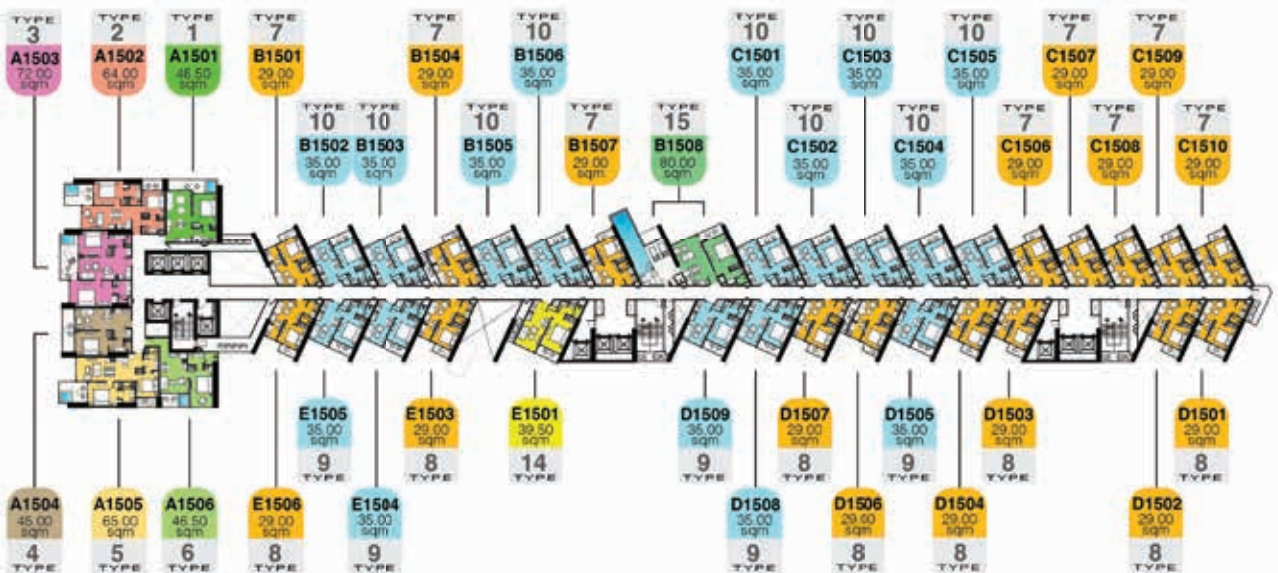 TYPE
3
A1503
72.00
sqm
TYPE
2
A1502
64.00
sqm
TYPE
1
A1501
46.50
sqm
TYPE
7
B1501
29.00
sqm
TYPE
7
B1504
29.00
sqm
TYPE
10
B1506
35.00
sqm
TYPE
10
C1501
35.00
sqm
TYPE
10
C1503
35.00
sqm
TYPE
10
C1505
35.00
sqm
TYPE
7
C1507
29.00
sqm
TYPE
7
C1509
29.00
sqm
TYPE
10
B1502
35.00
sqm
TYPE
10
B1503
35.00
sqm
TYPE
10
B1505
35.00
sqm
TYPE
7
B1507
29.00
sqm
TYPE
15
B1508
80.00
sqm
TYPE
10
C1502
35.00
sqm
TYPE
10
C1504
35.00
sqm
TYPE
7
C1506
29.00
sqm
TYPE
7
C1508
29.00
sqm
TYPE
7
C1510
29.00
sqm
E1505
35.00
sqm
9
TYPE
E1503
29.00
sqm
8
TYPE
E1501
39.50
sqm
14
TYPE
D1509
35.00
sqm
9
TYPE
D1507
29.00
sqm
8
TYPE
D1505
35.00
sqm
9
TYPE
D1503
29.00
sqm
8
TYPE
D1501
29.00
sqm
8
TYPE
A1504
45.00
sqm
4
TYPE
A1505
65.00
sqm
5
TYPE
A1506
46.50
sqm
6
TYPE
E1506
29.00
sqm
8
TYPE
E1504
35.00
sqm
9
TYPE
D1508
35.00
sqm
9
TYPE
D1506
29.00
sqm
8
TYPE
D1504
29.00
sqm
8
TYPE
D1502
29.00
sqm
8
TYPE